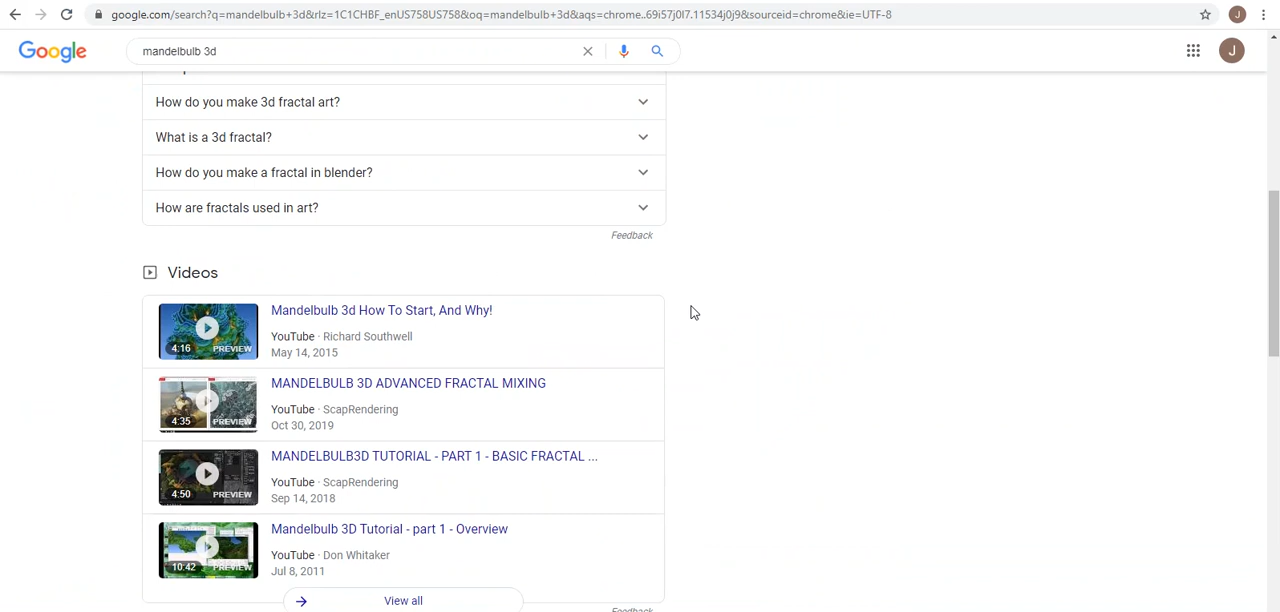 google.com/search?q=mandelbulb+3d&rlz=1C1CHBF_enUS758US758&oq=mandelbulb+3d&aqs=chrome..69i57j0l7.11534j0j9&sourceid=chrome&ie=UTF-8
J
Google
mandelbulb 3d
J
How do you make 3d fractal art?
What is a 3d fractal?
How do you make a fractal in blender?
How are fractals used in art?
Feedback
Videos
Mandelbulb 3d How To Start, And Why!
YouTube · Richard Southwell
4:16 PREVIEW
May 14, 2015
MANDELBULB 3D ADVANCED FRACTAL MIXING
YouTube · ScapRendering
4:35 PREVIEW
Oct 30, 2019
MANDELBULB3D TUTORIAL - PART 1 - BASIC FRACTAL ...
YouTube · ScapRendering
4:50 PREVIEW
Sep 14, 2018
Mandelbulb 3D Tutorial - part 1 - Overview
YouTube · Don Whitaker
10:42 PREVIEW
Jul 8, 2011
View all
Feedback